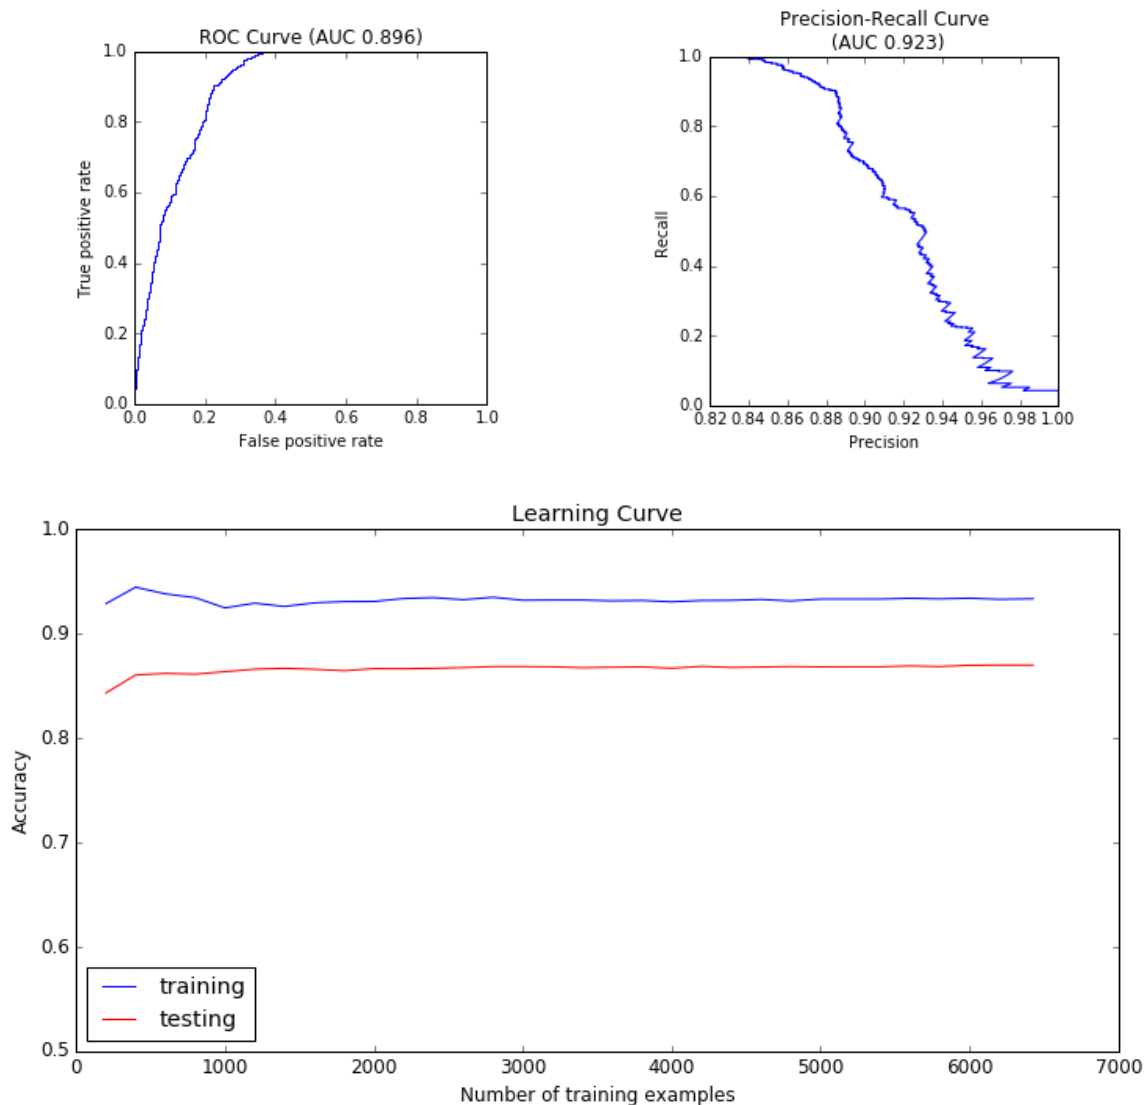 ROC Curve (AUC 0.896)
1.0
0.8
0.6
0.4
0.2
0.0
True positive rate
0.0 0.2 0.4 0.6 0.8 1.0
False positive rate
Precision-Recall Curve
(AUC 0.923)
1.0
0.8
0.6
0.4
0.2
0.0
Recall
0.82 0.84 0.86 0.88 0.90 0.92 0.94 0.96 0.98 1.00
Precision
Learning Curve
1.0
0.9
0.8
0.7
0.6
0.5
Accuracy
training
testing
0 1000 2000 3000 4000 5000 6000 7000
Number of training examples